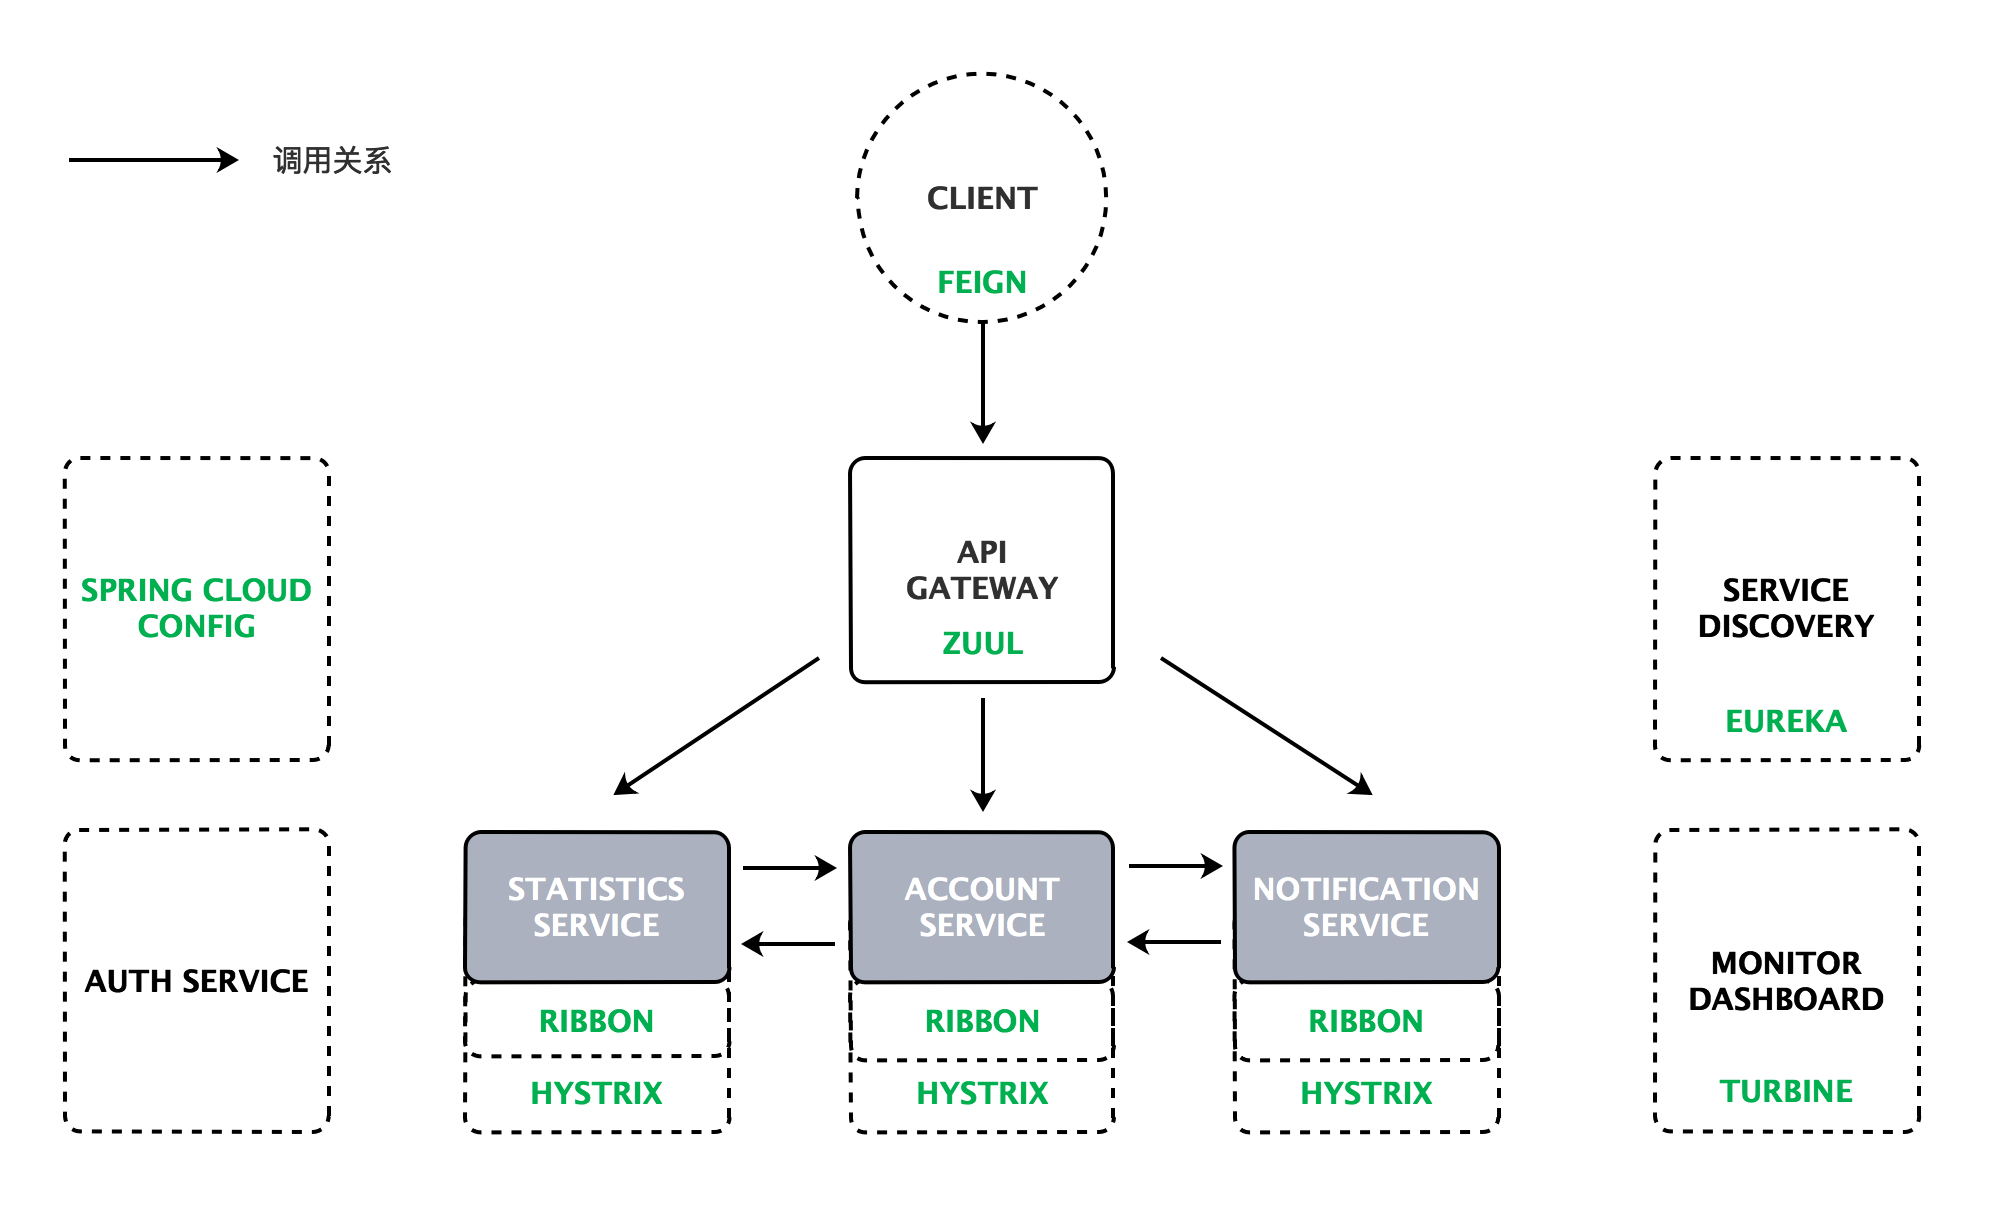 调用关系
CLIENT
FEIGN
API
GATEWAY
ZUUL
SPRING CLOUD
CONFIG
SERVICE
DISCOVERY
EUREKA
AUTH SERVICE
STATISTICS
SERVICE
RIBBON
HYSTRIX
ACCOUNT
SERVICE
RIBBON
HYSTRIX
NOTIFICATION
SERVICE
RIBBON
HYSTRIX
MONITOR
DASHBOARD
TURBINE